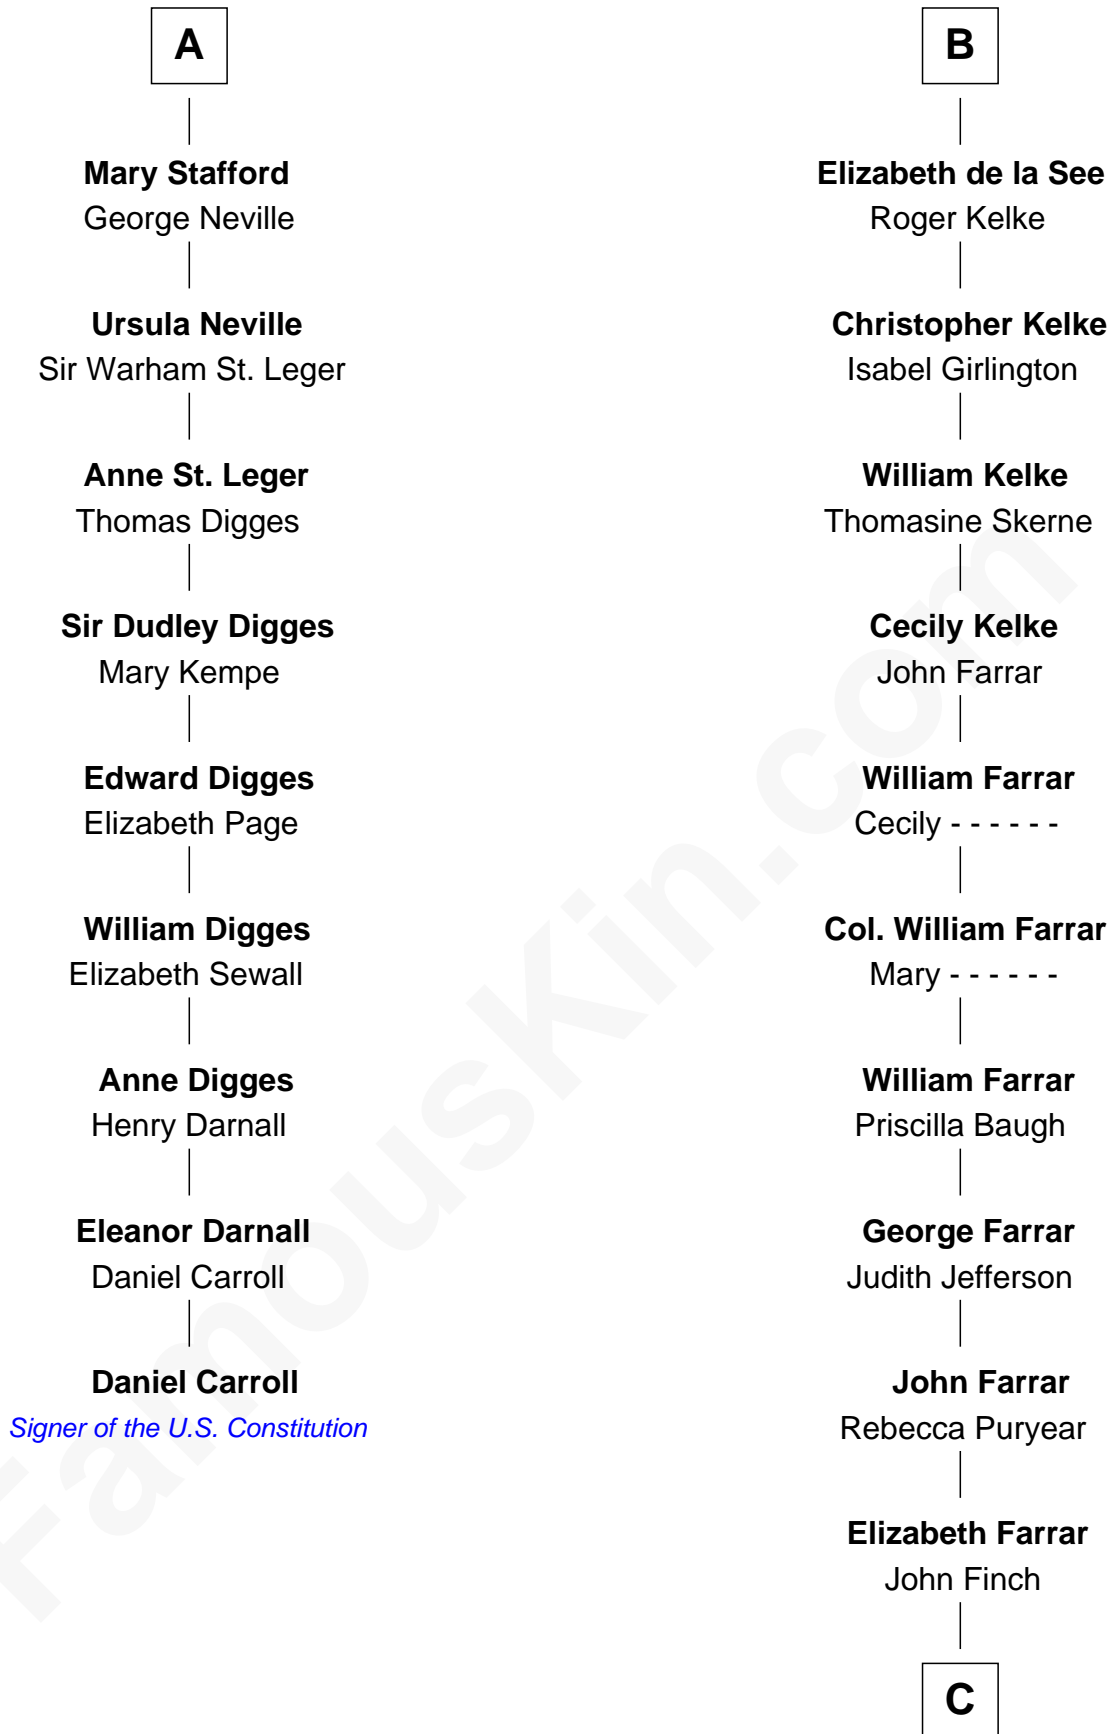 A
Mary Stafford
George Neville
Ursula Neville
Sir Warham St. Leger
Anne St. Leger
Thomas Digges
Sir Dudley Digges
Mary Kempe
Edward Digges
Elizabeth Page
William Digges
Elizabeth Sewall
Anne Digges
Henry Darnall
Eleanor Darnall
Daniel Carroll
Daniel Carroll
Signer of the U.S. Constitution
B
Elizabeth de la See
Roger Kelke
Christopher Kelke
Isabel Girlington
William Kelke
Thomasine Skerne
Cecily Kelke
John Farrar
William Farrar
Cecily - - - - - -
Col. William Farrar
Mary - - - - - -
William Farrar
Priscilla Baugh
George Farrar
Judith Jefferson
John Farrar
Rebecca Puryear
Elizabeth Farrar
John Finch
C
FamousKin.com